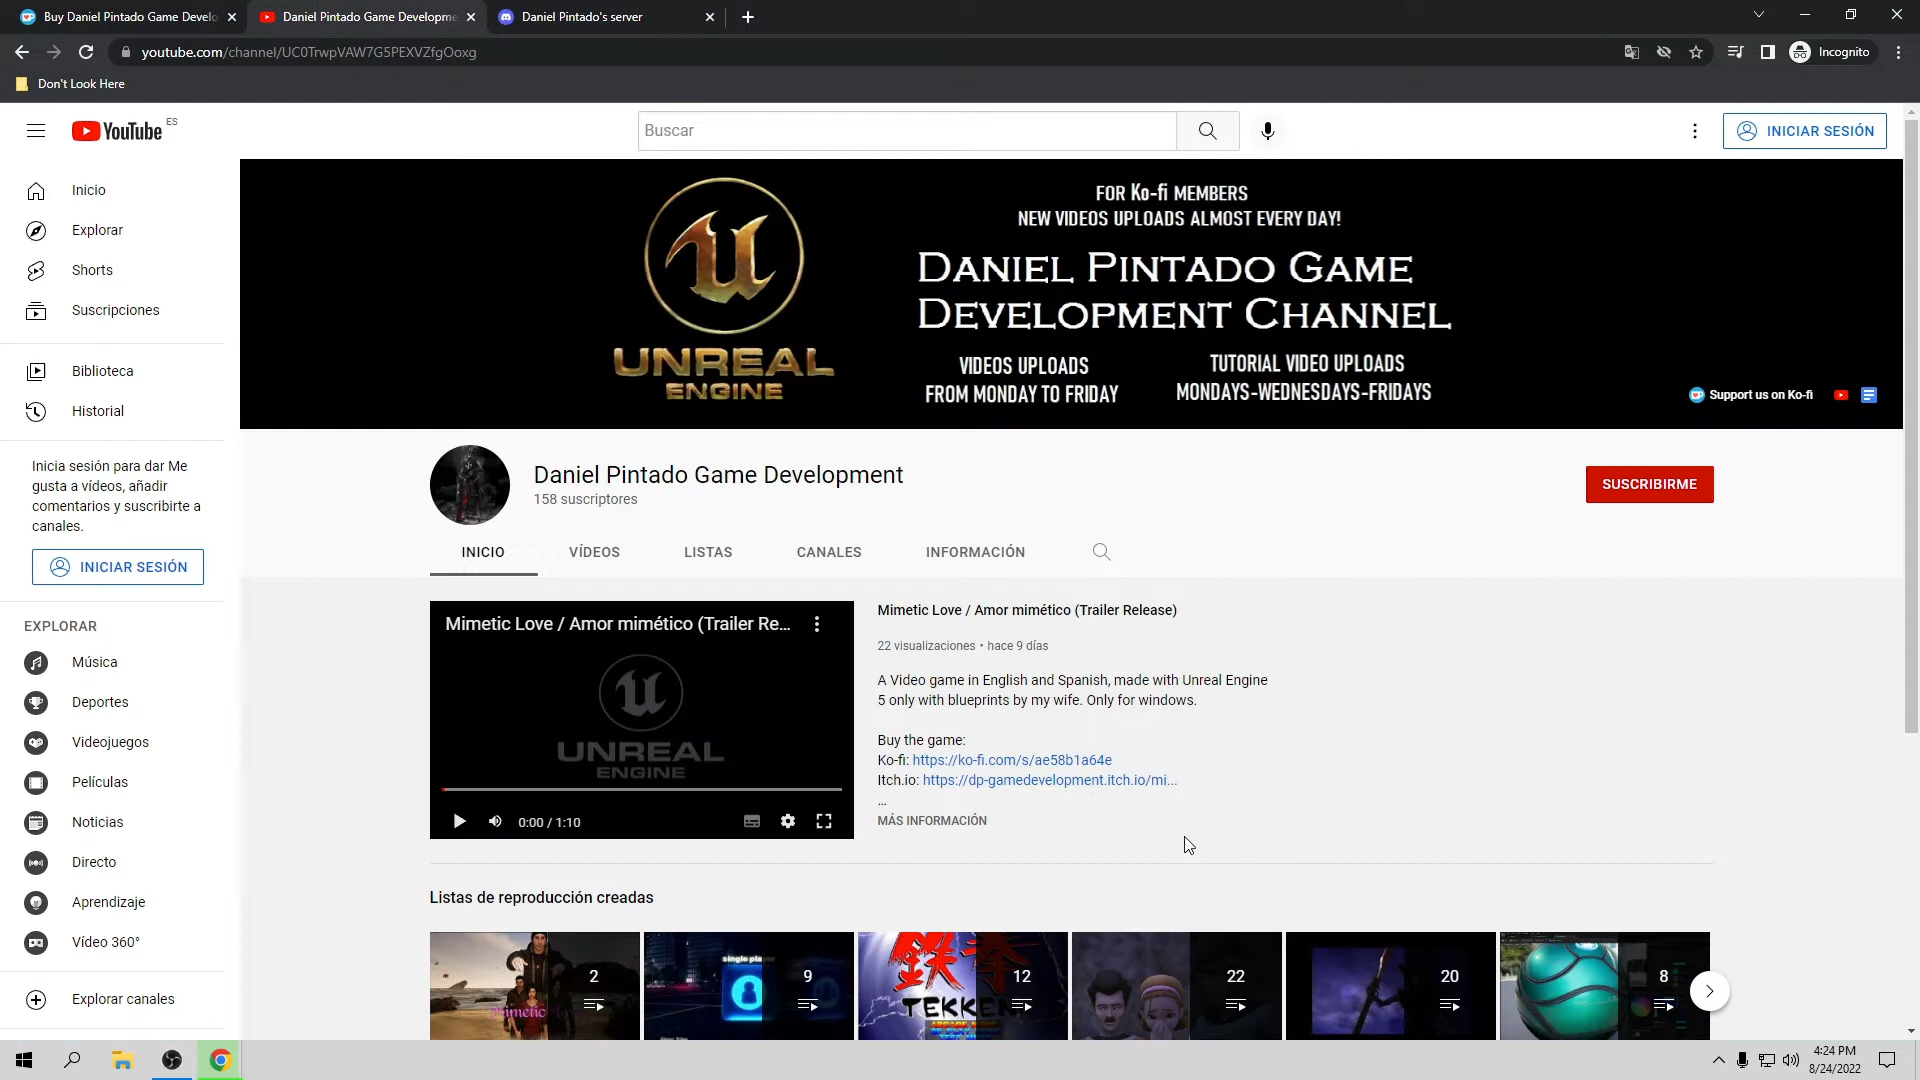 Buy Daniel Pintado Game Develo
Daniel Pintado Game Developme
Daniel Pintado's server
youtube.com/channel/UC0TrwpVAW7G5PEXVZfgOoxg
Incognito
Don't Look Here
YouTube ES
Buscar
INICIAR SESIÓN
Inicio
Explorar
Shorts
Suscripciones
Biblioteca
Historial
Inicia sesión para dar Me
gusta a vídeos, añadir
comentarios y suscribirte a
canales.
INICIAR SESIÓN
EXPLORAR
Música
Deportes
Videojuegos
Películas
Noticias
Directo
Aprendizaje
Vídeo 360°
Explorar canales
UNREAL
ENGINE
FOR Ko-fi MEMBERS
NEW VIDEOS UPLOADS ALMOST EVERY DAY!
DANIEL PINTADO GAME
DEVELOPMENT CHANNEL
VIDEOS UPLOADS
FROM MONDAY TO FRIDAY
TUTORIAL VIDEO UPLOADS
MONDAYS-WEDNESDAYS-FRIDAYS
Support us on Ko-fi
Daniel Pintado Game Development
158 suscriptores
SUSCRIBIRME
INICIO
VÍDEOS
LISTAS
CANALES
INFORMACIÓN
Mimetic Love / Amor mimético (Trailer Re...
UNREAL
ENGINE
0:00 / 1:10
Mimetic Love / Amor mimético (Trailer Release)
22 visualizaciones • hace 9 días
A Video game in English and Spanish, made with Unreal Engine
5 only with blueprints by my wife. Only for windows.
Buy the game:
Ko-fi: https://ko-fi.com/s/ae58b1a64e
Itch.io: https://dp-gamedevelopment.itch.io/mi...
...
MÁS INFORMACIÓN
Listas de reproducción creadas
2
9
12
22
20
8
mimetic
single pla
鉄拳
TEKKEN
4:24 PM
8/24/2022